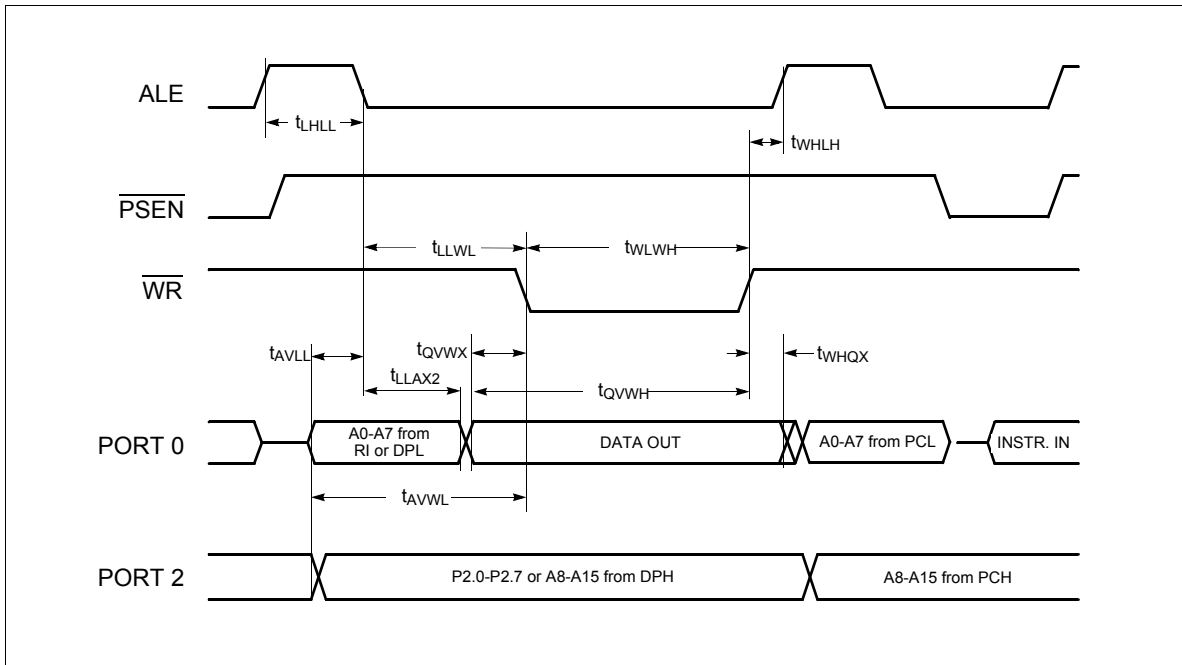 ALE
tLHLL
tWHLH
PSEN
tLLWL
tWLWH
WR
tAVLL
tQVWX
tWHQX
tLLAX2
tQVWH
PORT 0
A0-A7 from
RI or DPL
DATA OUT
A0-A7 from PCL
INSTR. IN
tAVWL
PORT 2
P2.0-P2.7 or A8-A15 from DPH
A8-A15 from PCH